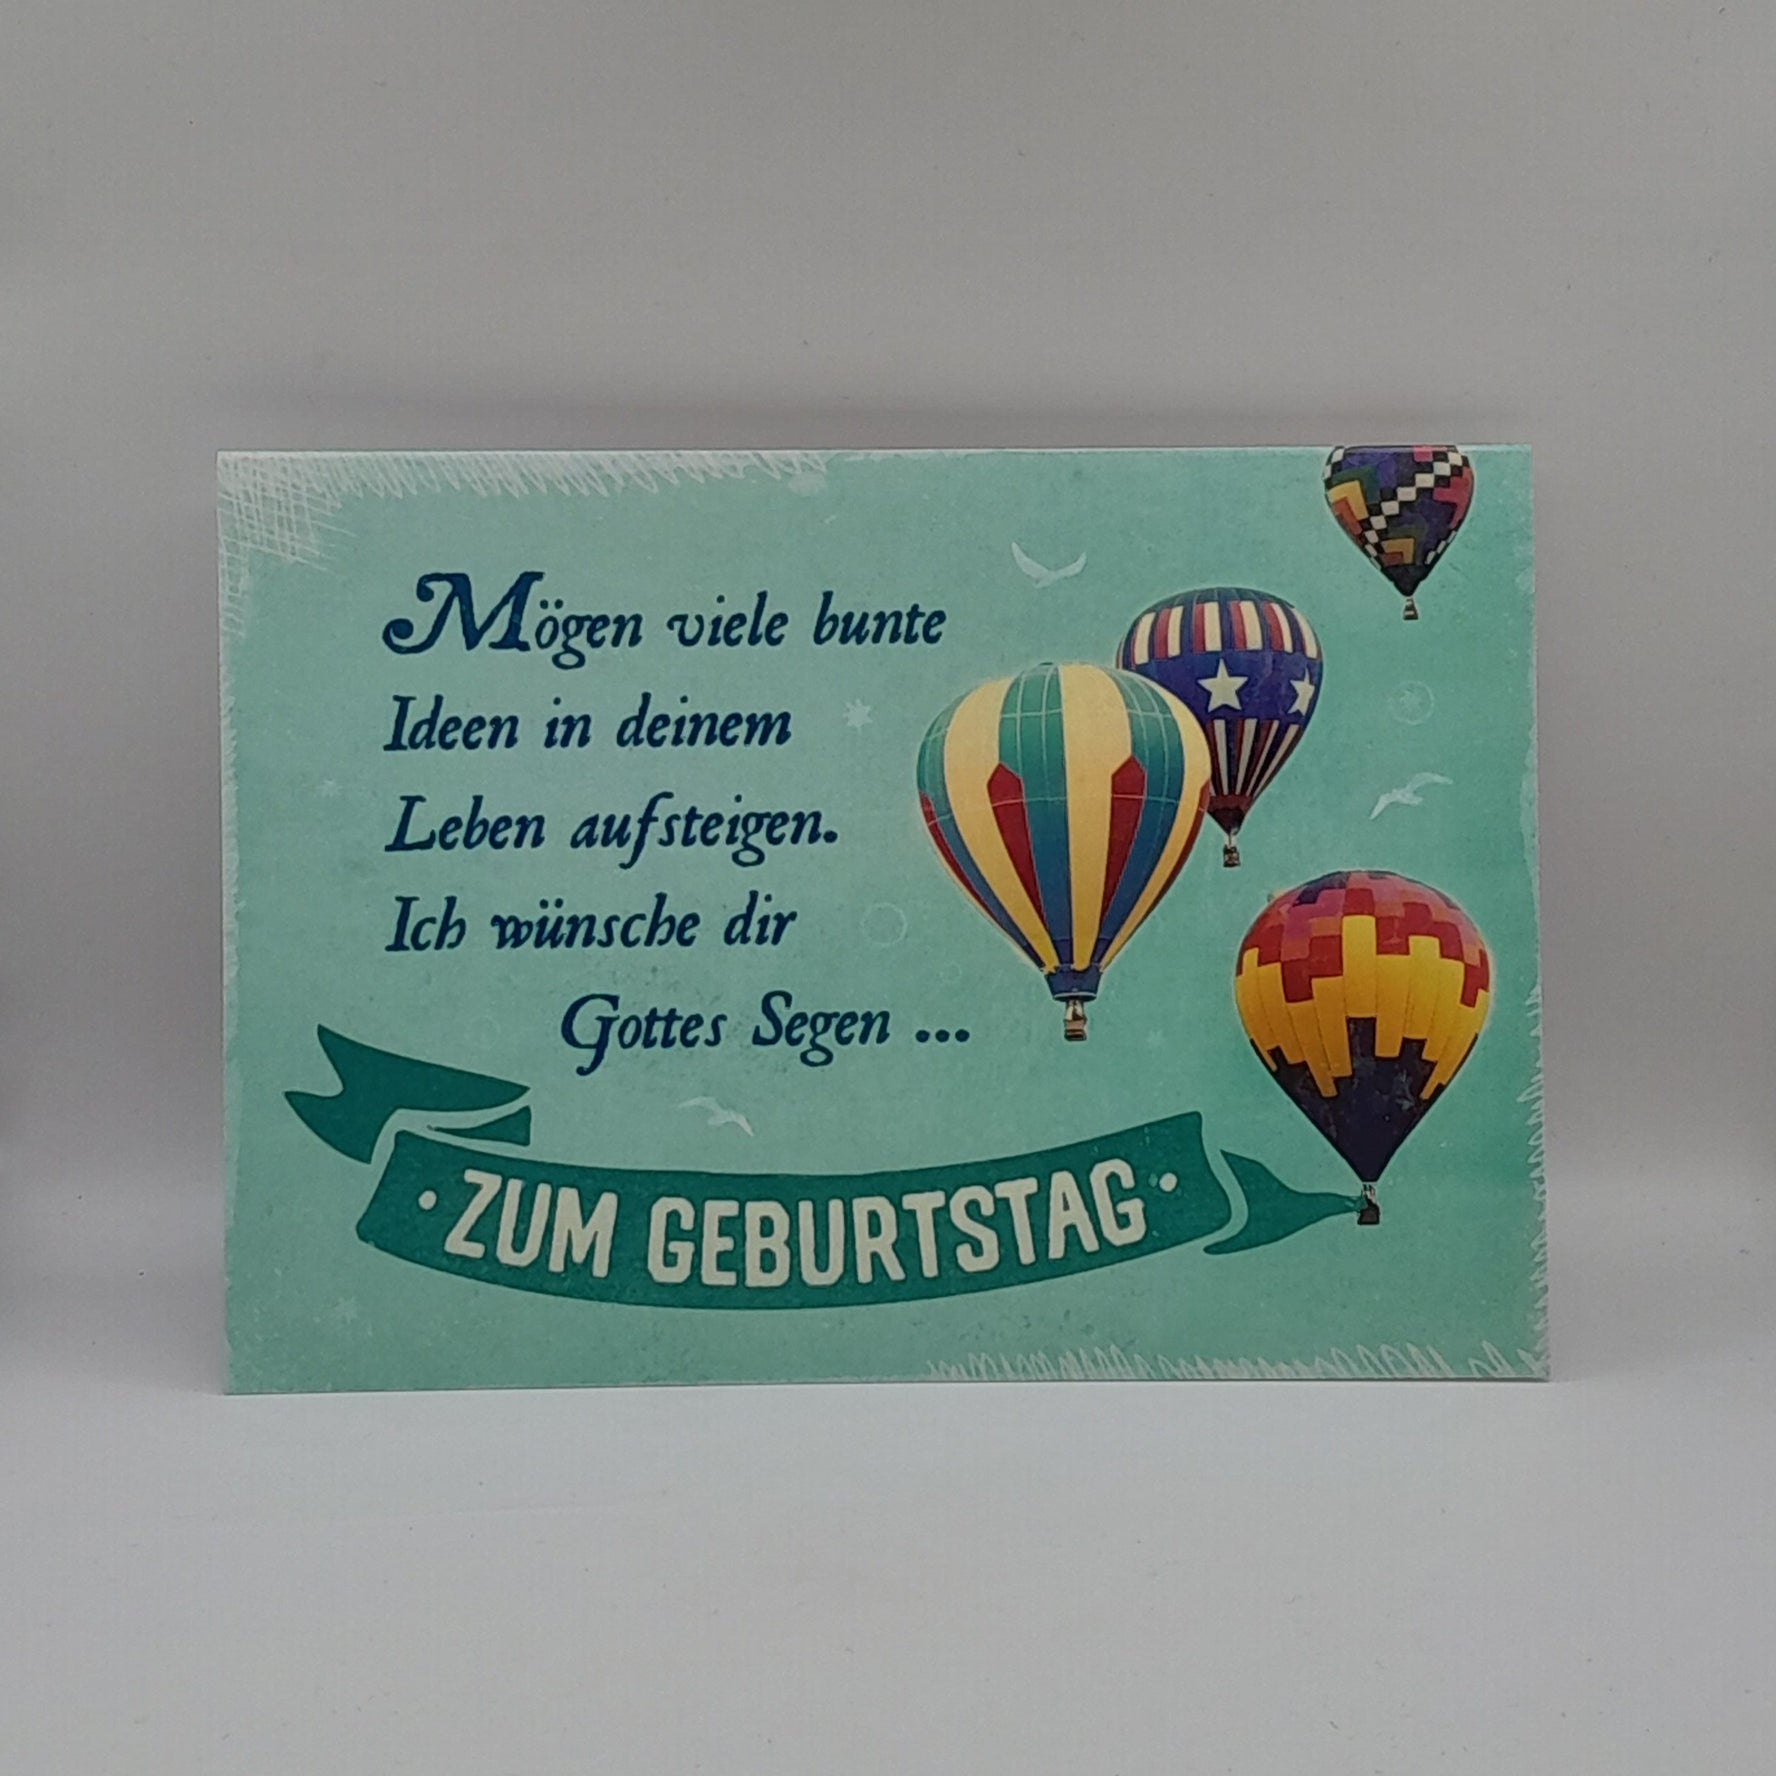 Mögen viele bunte
Ideen in deinem
Leben aufsteigen.
Ich wünsche dir
Gottes Segen ...
• ZUM GEBURTSTAG •